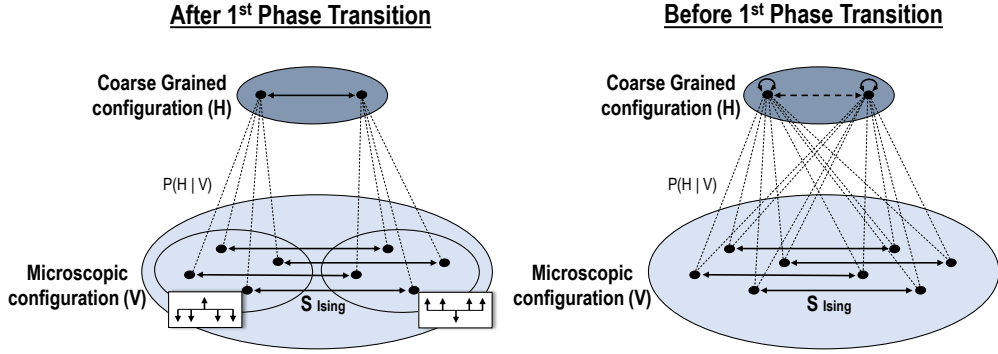 After 1st Phase Transition
Coarse Grained
configuration (H)
P(H | V)
Microscopic
configuration (V)
S Ising
Before 1st Phase Transition
Coarse Grained
configuration (H)
P(H | V)
Microscopic
configuration (V)
S Ising